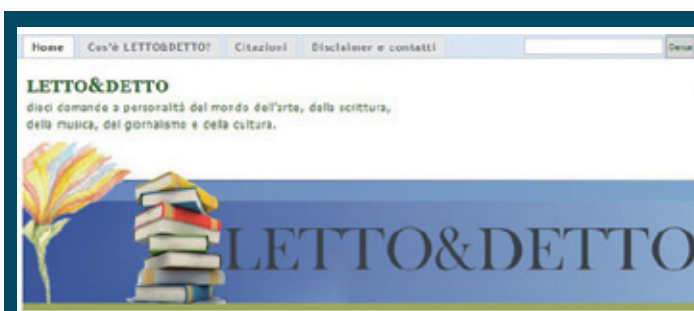 Home Cos'è LETTO&DETTO? Citazioni Disclaimer e contatti
LETTO&DETTO
dieci domande a personalità del mondo dell'arte, della scrittura,
della musica, del giornalismo e della cultura.
LETTO&DETTO